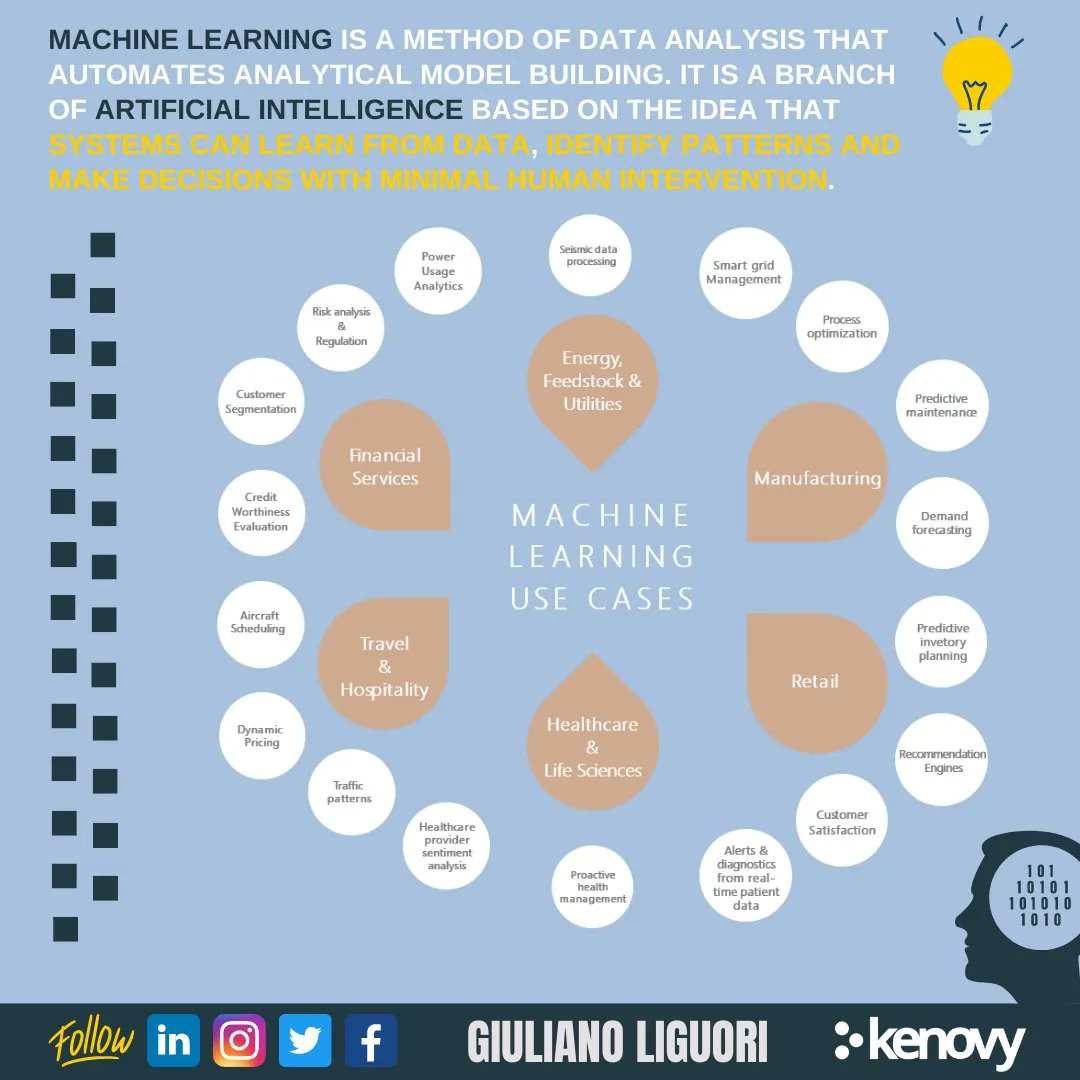 MACHINE LEARNING IS A METHOD OF DATA ANALYSIS THAT
AUTOMATES ANALYTICAL MODEL BUILDING. IT IS A BRANCH
OF ARTIFICIAL INTELLIGENCE BASED ON THE IDEA THAT
SYSTEMS CAN LEARN FROM DATA, IDENTIFY PATTERNS AND
MAKE DECISIONS WITH MINIMAL HUMAN INTERVENTION.
Power
Usage
Analytics
Seismic data
processing
Smart grid
Management
Risk analysis
&
Regulation
Process
optimization
Energy,
Feedstock &
Utilities
Customer
Segmentation
Predictive
maintenance
Financial
Services
Manufacturing
Credit
Worthiness
Evaluation
Demand
forecasting
MACHINE
LEARNING
USE CASES
Aircraft
Scheduling
Predictive
invetory
planning
Travel
&
Hospitality
Retail
Healthcare
&
Life Sciences
Dynamic
Pricing
Recommendation
Engines
Traffic
patterns
Customer
Satisfaction
Healthcare
provider
sentiment
analysis
Proactive
health
management
Alerts &
diagnostics
from real-
time patient
data
101
10101
101010
1010
Follow
in
f
GIULIANO LIGUORI
kenovy